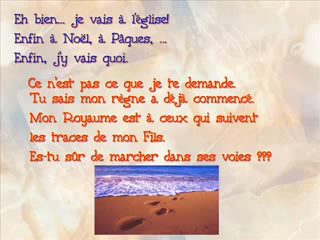 Eh bien... je vais à l'église!
Enfin à Noël, à Pâques, ...
Enfin, j'y vais quoi.
Ce n'est pas ce que je te demande.
Tu sais mon règne a déjà commencé.
Mon Royaume est à ceux qui suivent
les traces de mon Fils.
Es-tu sûr de marcher dans ses voies ???